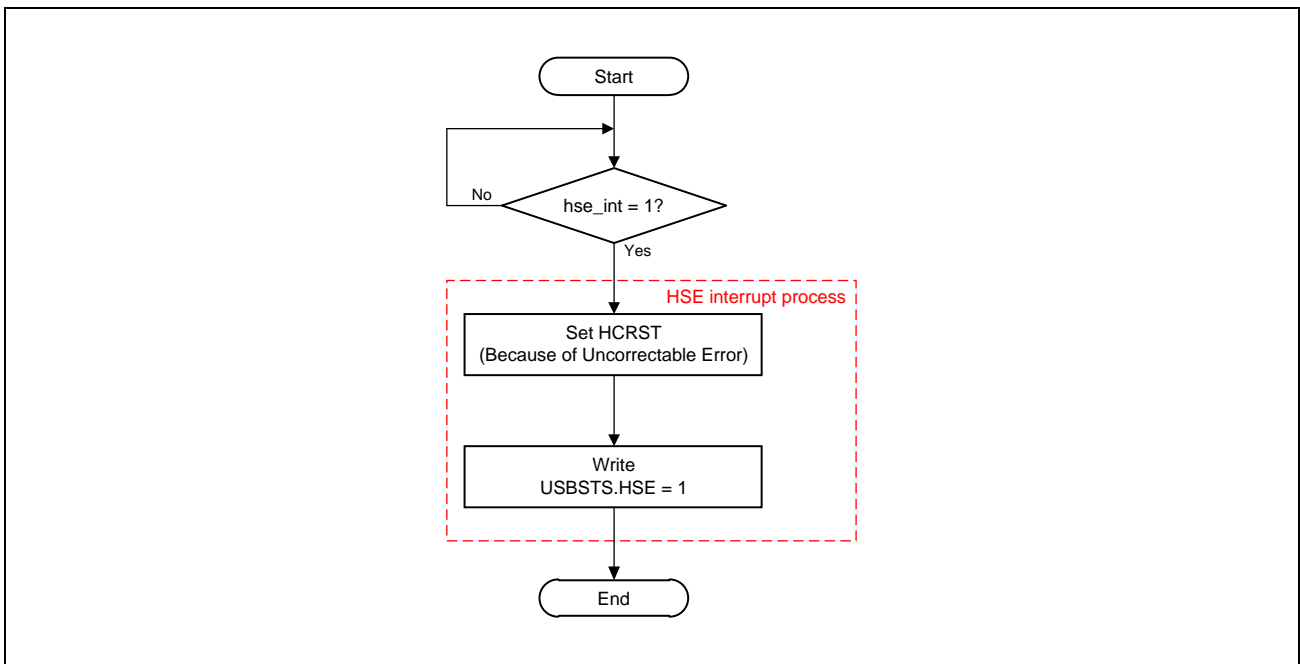 Start
No
hse_int = 1?
Yes
HSE interrupt process
Set HCRST
(Because of Uncorrectable Error)
Write
USBSTS.HSE = 1
End